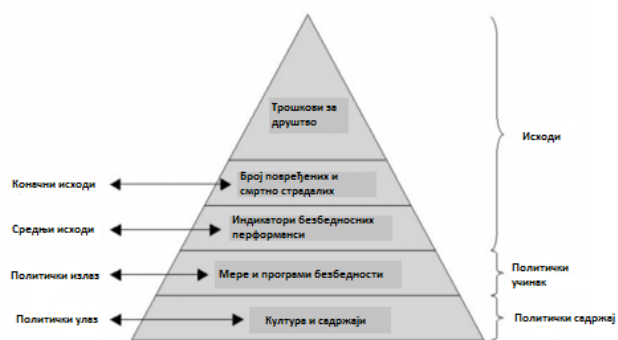 Трошкови за
друштво
Исходи
Коначни исходи
Број повређених и
смртно страдалих
Средњи исходи
Индикатори безбедносних
перформанси
Политички излаз
Мере и програми безбедности
Политички
учинак
Политички улаз
Култура и садржаји
Политички садржај